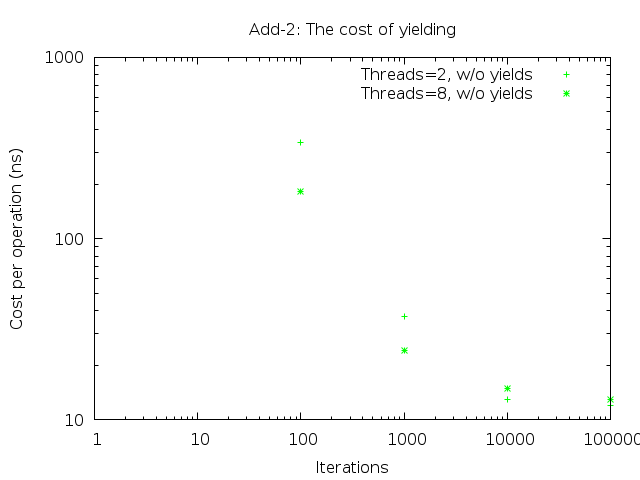 Add-2: The cost of yielding
1000
Threads=2, w/o yields
Threads=8, w/o yields
Cost per operation (ns)
100
10
1 10 100 1000 10000 100000
Iterations